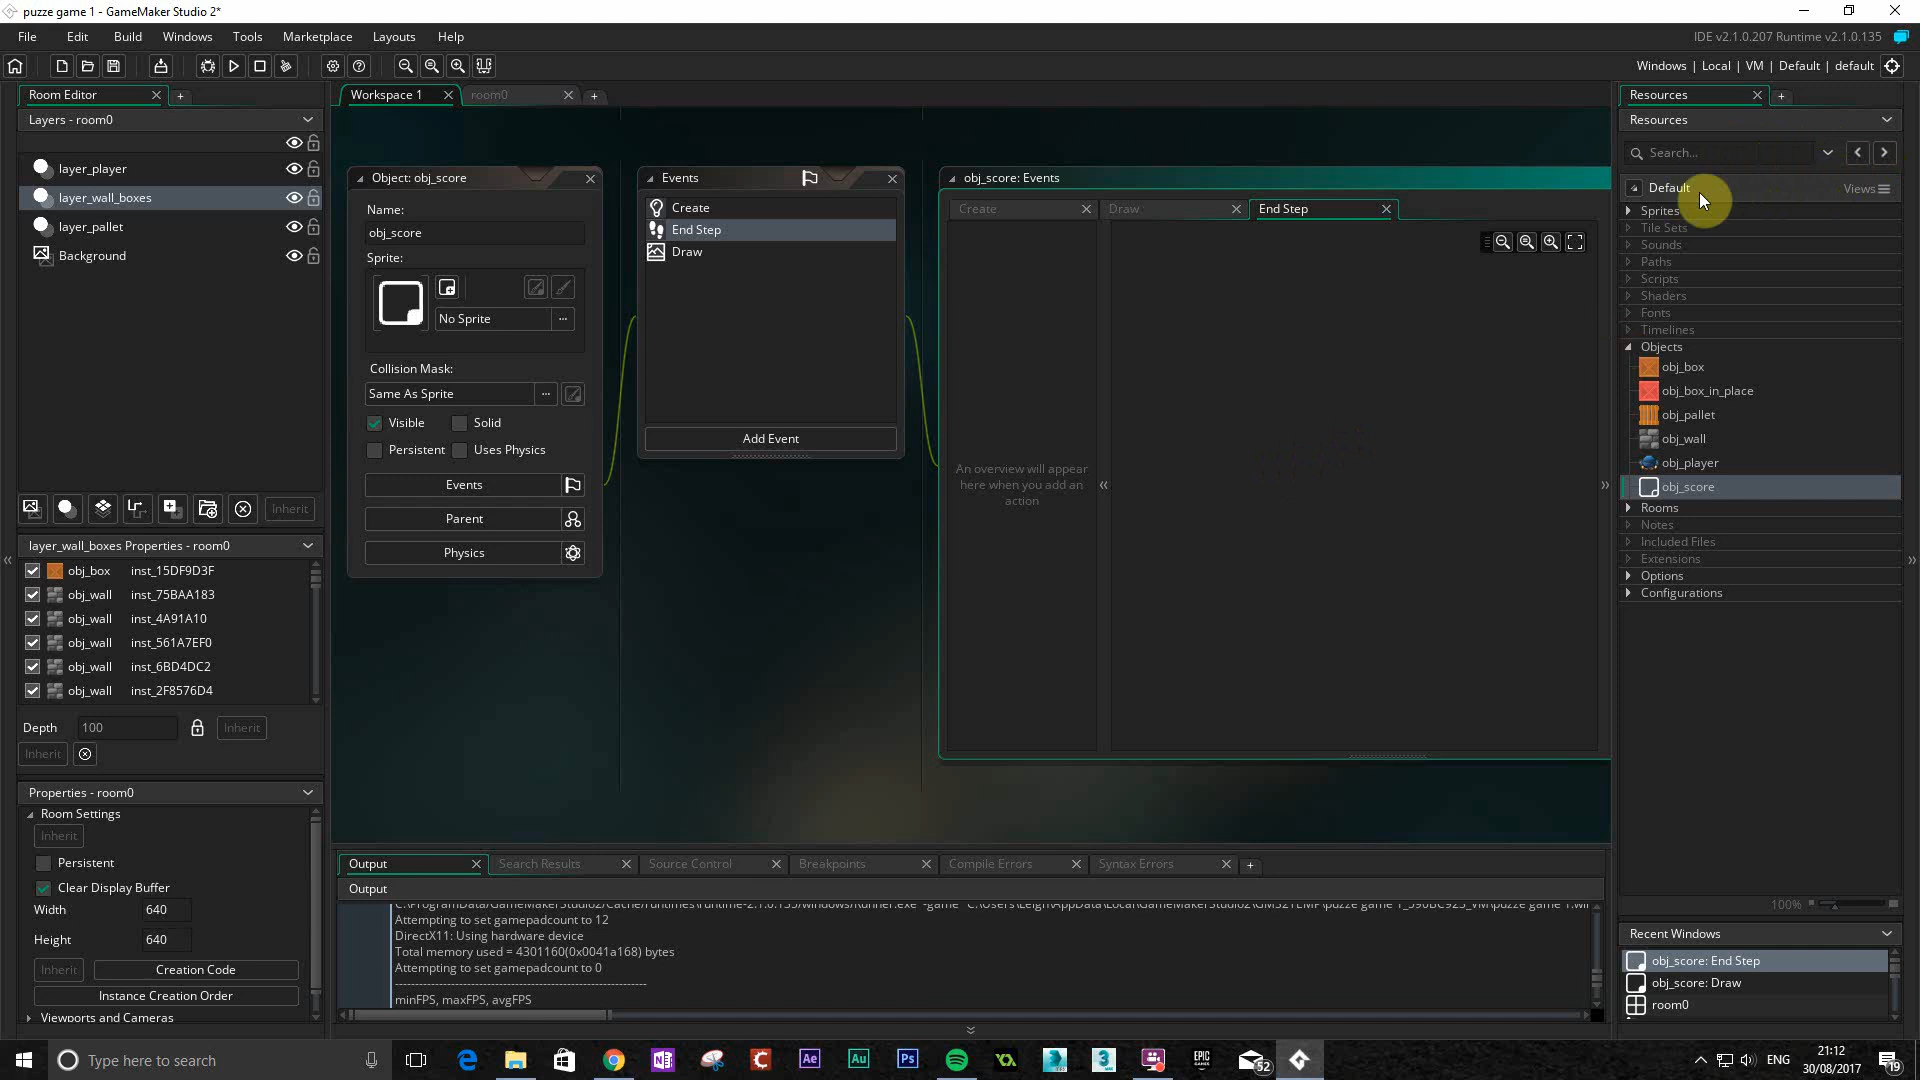 puzze game 1 - GameMaker Studio 2*
File Edit Build Windows Tools Marketplace Layouts Help
IDE v2.1.0.207 Runtime v2.1.0.135
Windows | Local | VM | Default | default
Room Editor
Layers - room0
layer_player
layer_wall_boxes
layer_pallet
Background
Inherit
layer_wall_boxes Properties - room0
obj_box inst_15DF9D3F
obj_wall inst_75BAA183
obj_wall inst_4A91A10
obj_wall inst_561A7EF0
obj_wall inst_6BD4DC2
obj_wall inst_2F8576D4
Depth 100 Inherit
Inherit
Properties - room0
Room Settings
Inherit
Persistent
Clear Display Buffer
Width 640
Height 640
Inherit Creation Code
Instance Creation Order
Viewports and Cameras
Workspace 1 room0
Object: obj_score
Name:
obj_score
Sprite:
No Sprite
Collision Mask:
Same As Sprite
Visible Solid
Persistent Uses Physics
Events
Parent
Physics
Events
Create
End Step
Draw
Add Event
obj_score: Events
Create Draw End Step
An overview will appear
here when you add an
action
Output Search Results Source Control Breakpoints Compile Errors Syntax Errors
Output
Attempting to set gamepadcount to 12
DirectX11: Using hardware device
Total memory used = 4301160(0x0041a168) bytes
Attempting to set gamepadcount to 0
minFPS, maxFPS, avgFPS
Resources
Resources
Search...
Default Views
Sprites
Tile Sets
Sounds
Paths
Scripts
Shaders
Fonts
Timelines
Objects
obj_box
obj_box_in_place
obj_pallet
obj_wall
obj_player
obj_score
Rooms
Notes
Included Files
Extensions
Options
Configurations
100%
Recent Windows
obj_score: End Step
obj_score: Draw
room0
Type here to search
Ae Au Ps
EPIC
GAMES
52
ENG
21:12
30/08/2017
19